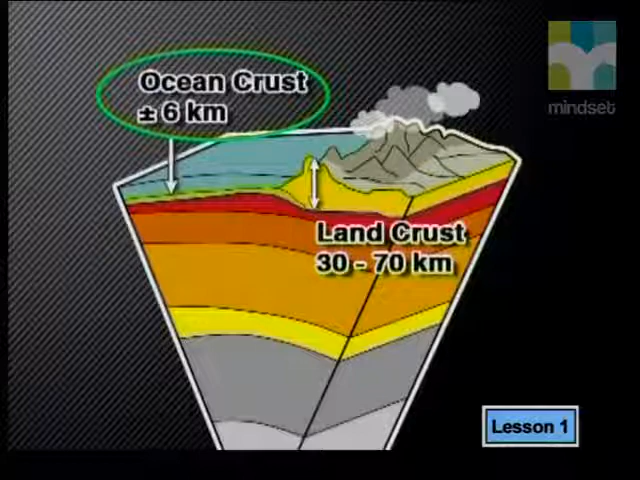 Ocean Crust
± 6 km
mindset
Land Crust
30 - 70 km
Lesson 1